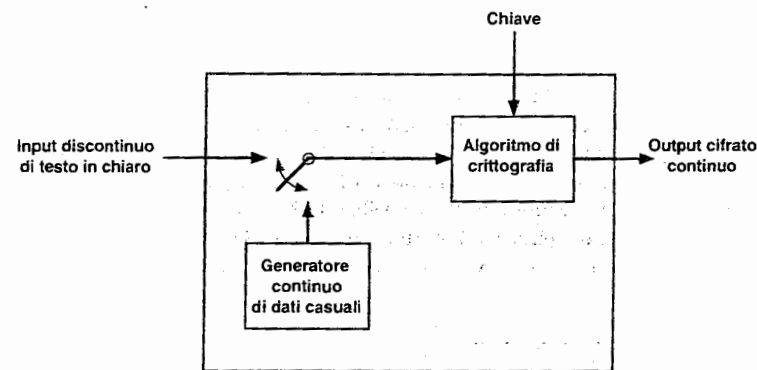 Chiave
Input discontinuo
di testo in chiaro
Algoritmo di
crittografia
Output cifrato
continuo
Generatore
continuo
di dati casuali